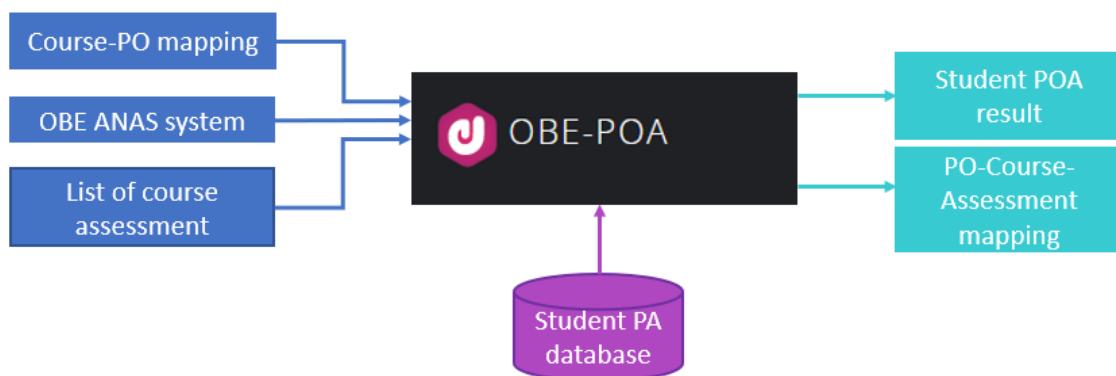 Course-PO mapping
OBE ANAS system
List of course
assessment
OBE-POA
Student POA
result
PO-Course-
Assessment
mapping
Student PA
database